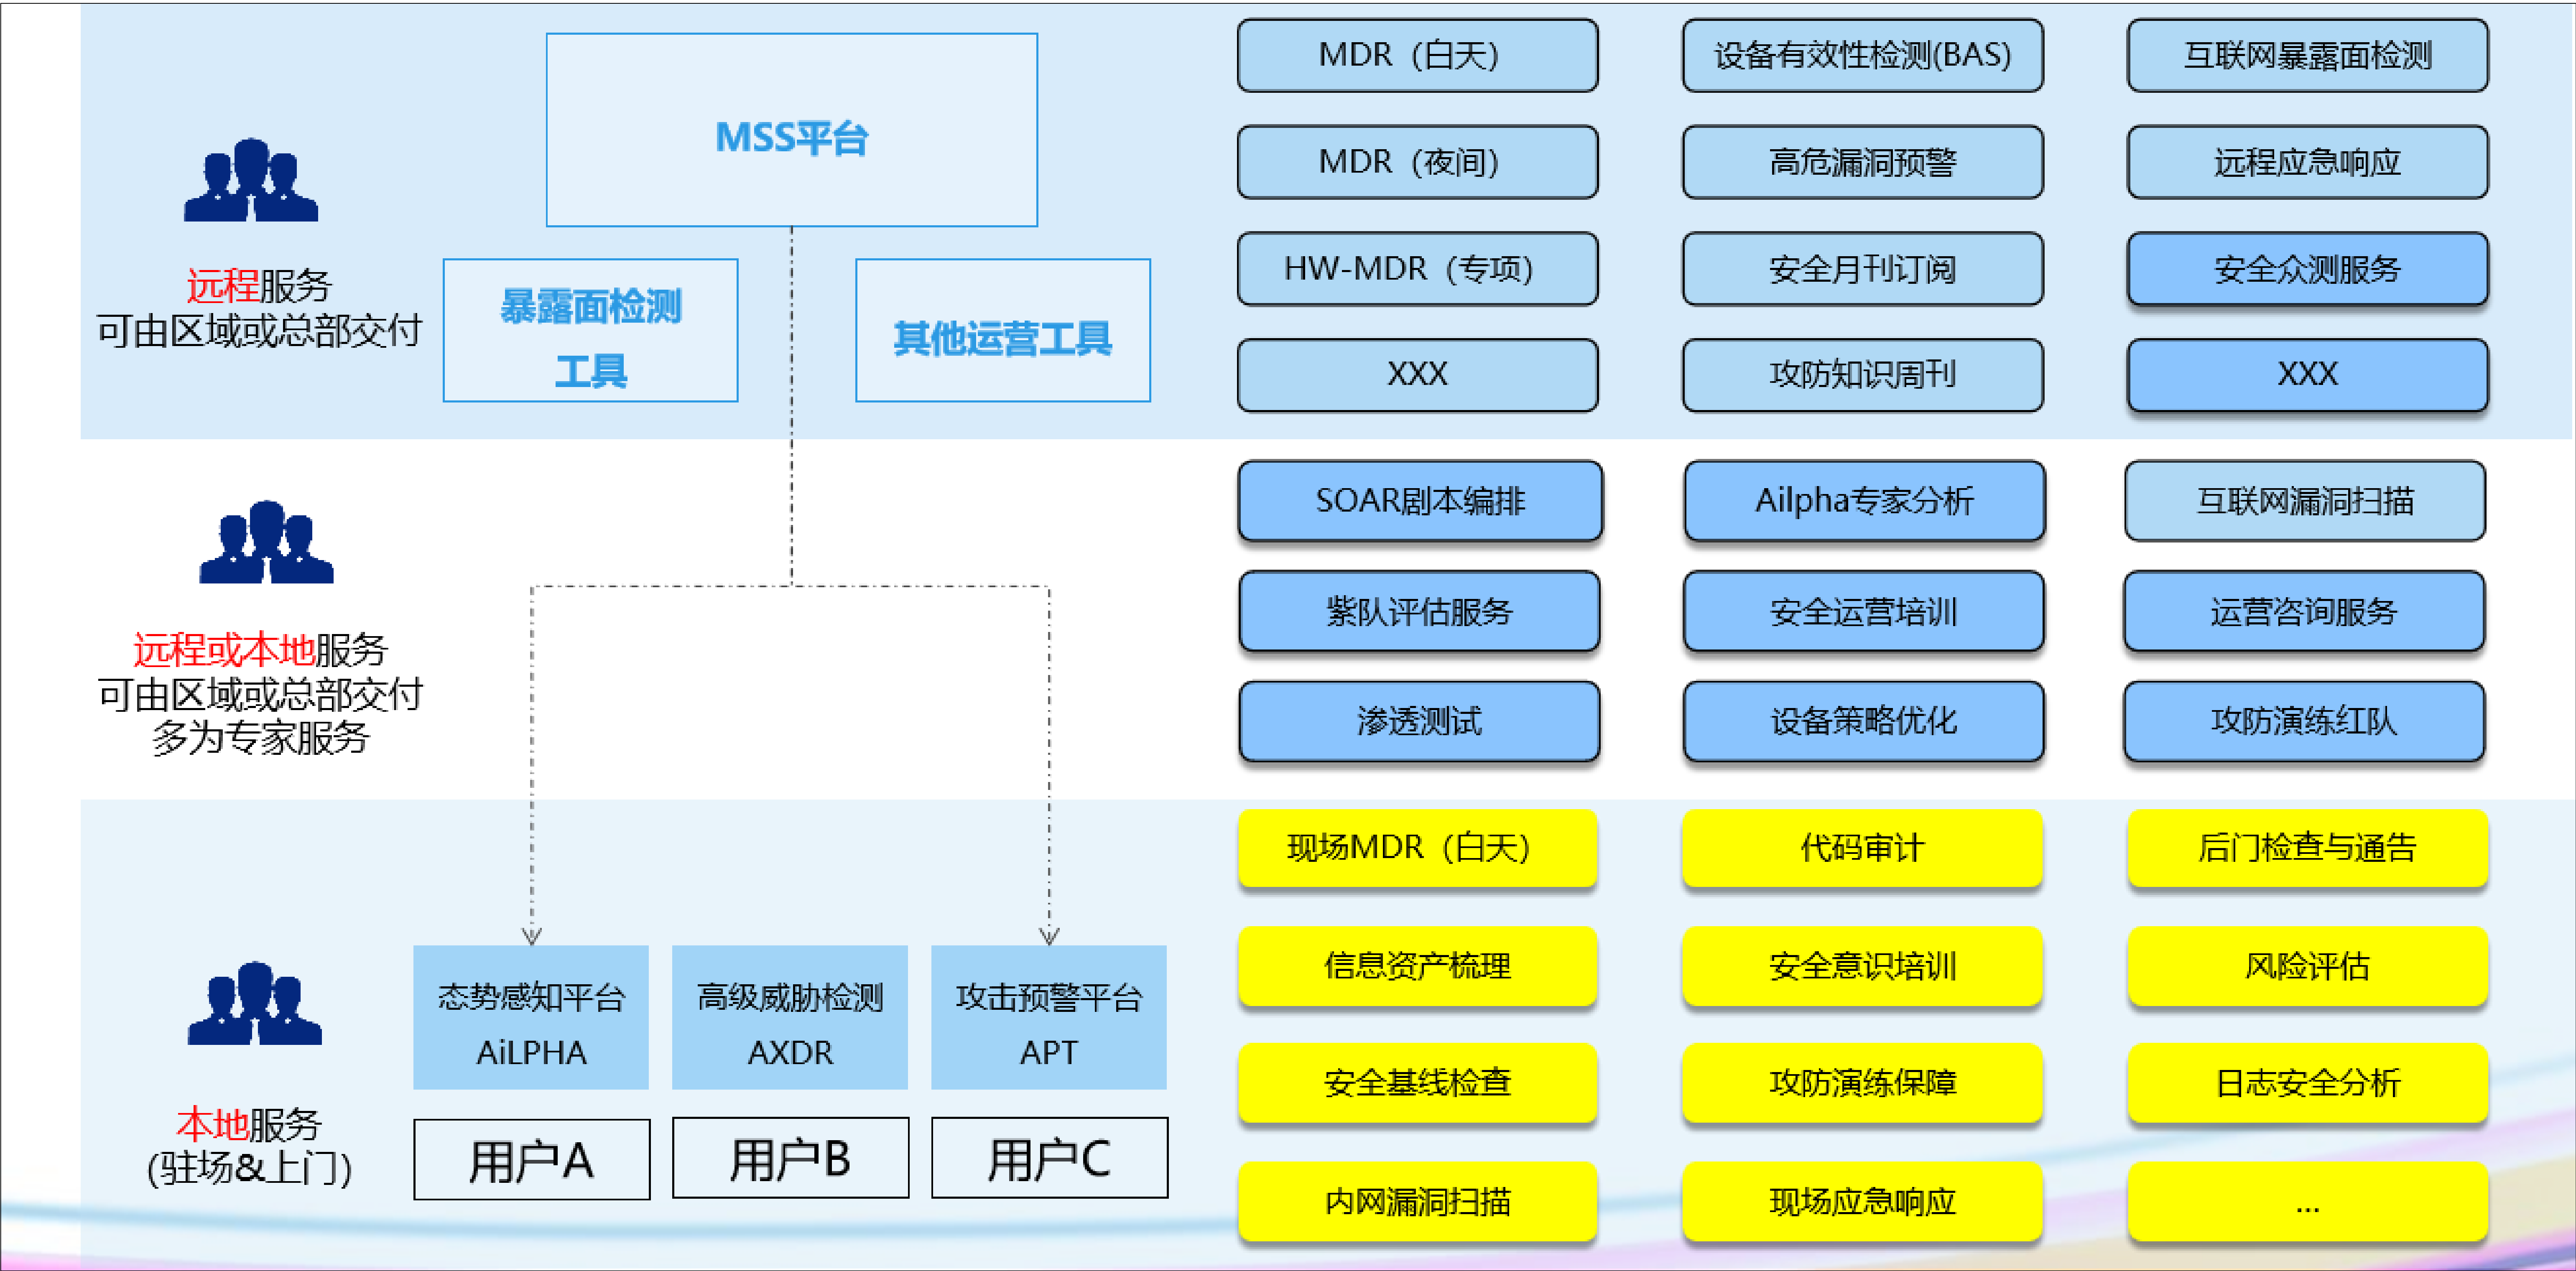 MSS平台
远程服务
可由区域或总部交付
暴露面检测
工具
其他运营工具
MDR（白天）
设备有效性检测(BAS)
互联网暴露面检测
MDR（夜间）
高危漏洞预警
远程应急响应
HW-MDR（专项）
安全月刊订阅
安全众测服务
XXX
攻防知识周刊
XXX
远程或本地服务
可由区域或总部交付
多为专家服务
SOAR剧本编排
Ailpha专家分析
互联网漏洞扫描
紫队评估服务
安全运营培训
运营咨询服务
渗透测试
设备策略优化
攻防演练红队
本地服务
(驻场&上门)
态势感知平台
AiLPHA
高级威胁检测
AXDR
攻击预警平台
APT
用户A
用户B
用户C
现场MDR（白天）
代码审计
后门检查与通告
信息资产梳理
安全意识培训
风险评估
安全基线检查
攻防演练保障
日志安全分析
内网漏洞扫描
现场应急响应
...